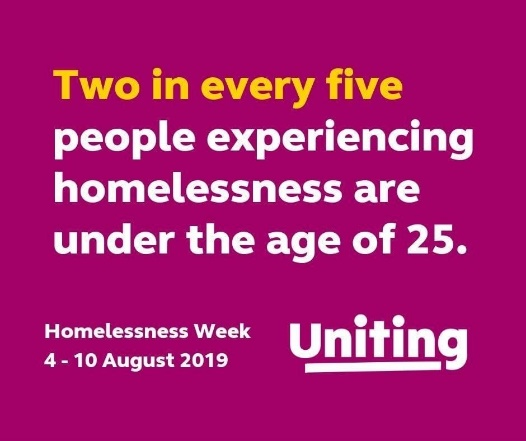 Two in every five
people experiencing
homelessness are
under the age of 25.
Homelessness Week
4 - 10 August 2019
Uniting